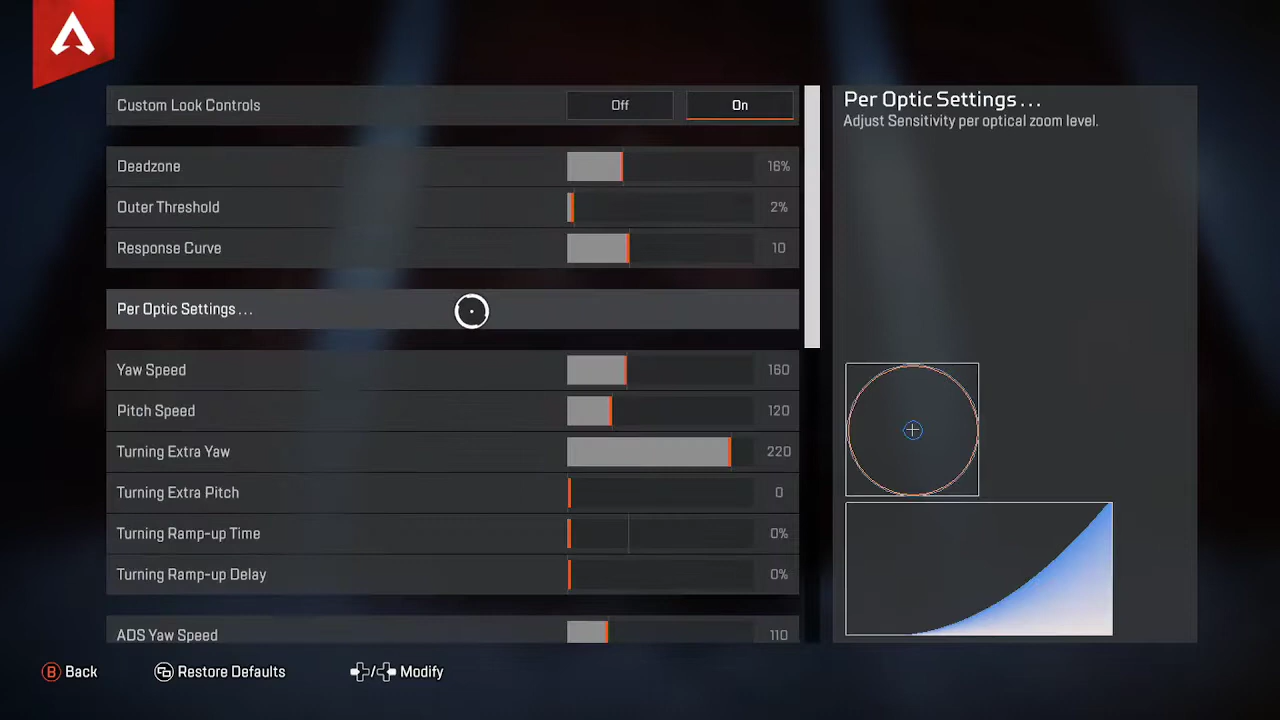 Custom Look Controls Off On
Deadzone 16%
Outer Threshold 2%
Response Curve 10
Per Optic Settings...
Yaw Speed 160
Pitch Speed 120
Turning Extra Yaw 220
Turning Extra Pitch 0
Turning Ramp-up Time 0%
Turning Ramp-up Delay 0%
ADS Yaw Speed 110
Per Optic Settings...
Adjust Sensitivity per optical zoom level.
B Back Restore Defaults / Modify